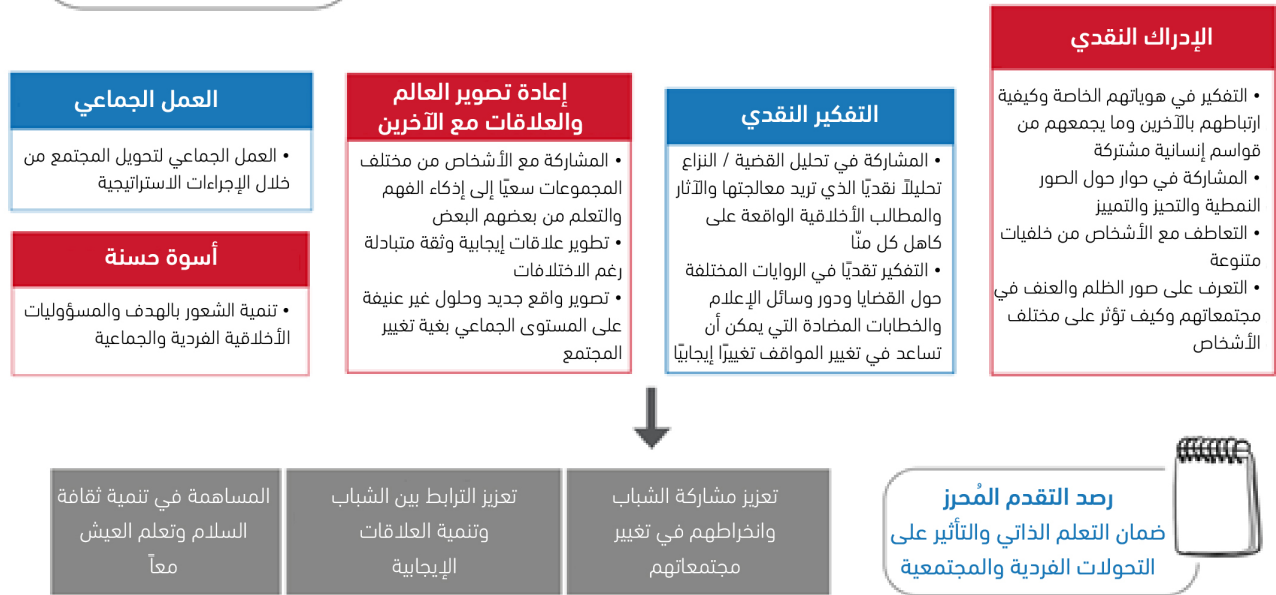 الإدراك النقدي
• التفكير في هوياتهم الخاصة وكيفية
ارتباطهم بالآخرين وما يجمعهم من
قواسم إنسانية مشتركة
• المشاركة في حوار حول الصور
النمطية والتحيز والتمييز
• التعاطف مع الأشخاص من خلفيات
متنوعة
• التعرف على صور الظلم والعنف في
مجتمعاتهم وكيف تؤثر على مختلف
الأشخاص
التفكير النقدي
• المشاركة في تحليل القضية / النزاع
تحليلاً نقديًا الذي تريد معالجتها والآثار
والمطالب الأخلاقية الواقعة على
كاهل كل منّا
• التفكير تقديًا في الروايات المختلفة
حول القضايا ودور وسائل الإعلام
والخطابات المضادة التي يمكن أن
تساعد في تغيير المواقف تغييرًا إيجابيًا
إعادة تصوير العالم
والعلاقات مع الآخرين
• المشاركة مع الأشخاص من مختلف
المجموعات سعيًا إلى إذكاء الفهم
والتعلم من بعضهم البعض
• تطوير علاقات إيجابية وثقة متبادلة
رغم الاختلافات
• تصوير واقع جديد وحلول غير عنيفة
على المستوى الجماعي بغية تغيير
المجتمع
العمل الجماعي
• العمل الجماعي لتحويل المجتمع من
خلال الإجراءات الاستراتيجية
أسوة حسنة
• تنمية الشعور بالهدف والمسؤوليات
الأخلاقية الفردية والجماعية
رصد التقدم المُحرز
ضمان التعلم الذاتي والتأثير على
التحولات الفردية والمجتمعية
تعزيز مشاركة الشباب
وانخراطهم في تغيير
مجتمعاتهم
تعزيز الترابط بين الشباب
وتنمية العلاقات
الإيجابية
المساهمة في تنمية ثقافة
السلام وتعلم العيش
معاً